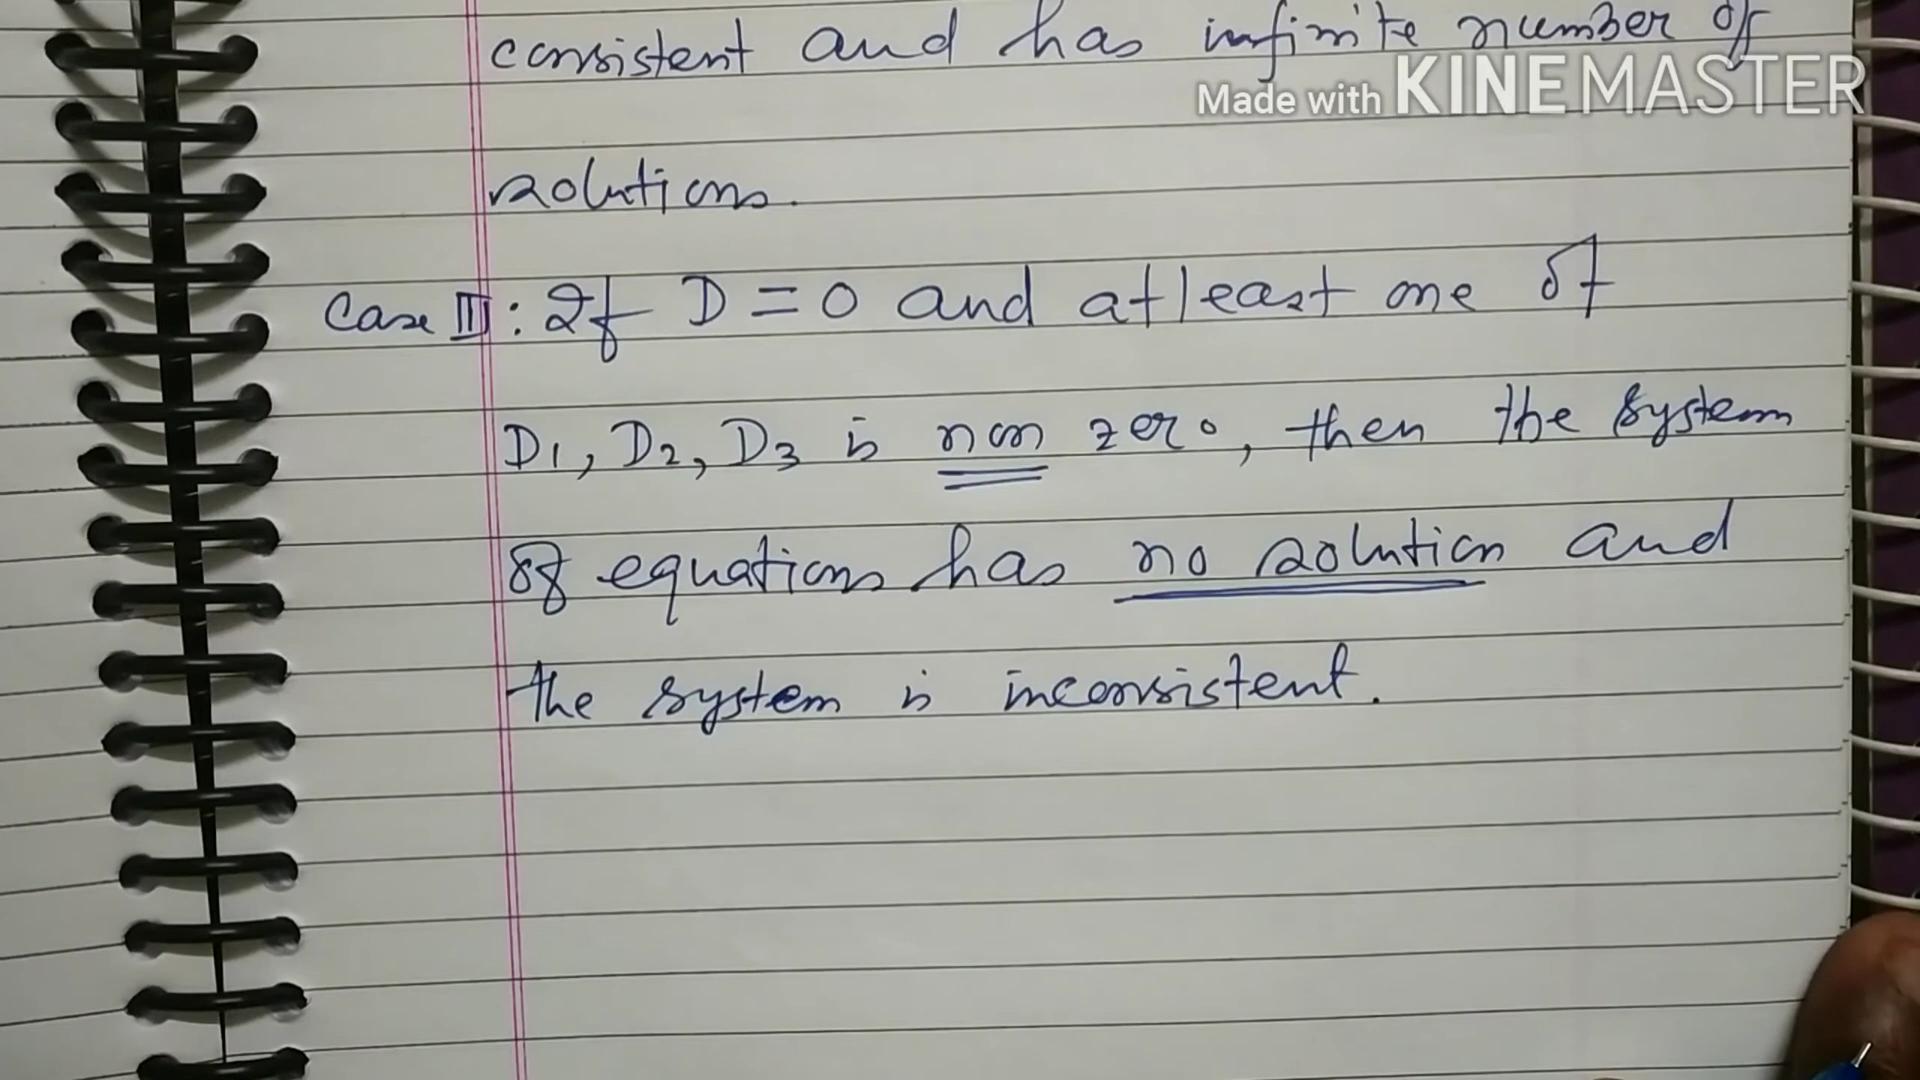 consistent and has infinite number of
Made with KINEMASTER
solutions.
Case III : If D = 0 and atleast one of
D1, D2, D3 is non zero, then the system
of equations has no solution and
the system is inconsistent.